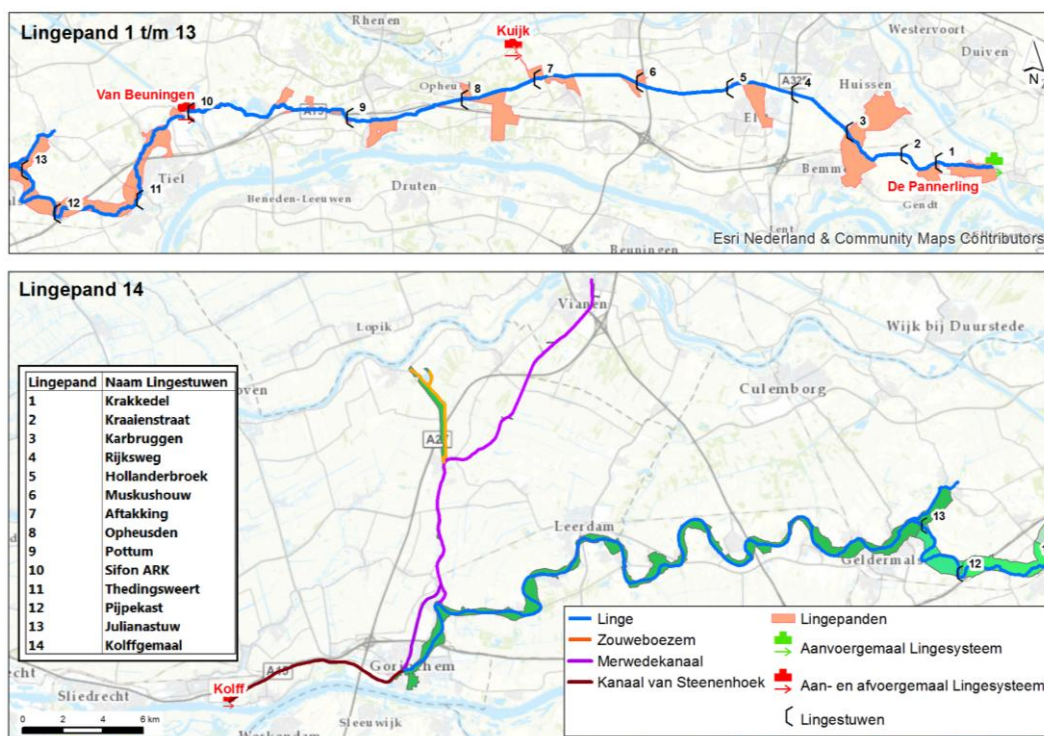 Lingepand 1 t/m 13
Rhenen
Kuijk
Westervoort
Duiven
N
Van Beuningen
Opheusd
A325
Huissen
10
9
8
7
6
5
4
3
2
1
A15
13
12
11
Tiel
Druten
Beneden-Leeuwen
Bemme
De Pannerling
Gendt
Lent
Beuningen
Esri Nederland & Community Maps Contributors
Lingepand 14
Vianen
Lopik
Wijk bij Duurstede
Culemborg
Lingepand Naam Lingestuwen
1 Krakkedel
2 Kraaienstraat
3 Karbruggen
4 Rijksweg
5 Hollanderbroek
6 Muskushouw
7 Aftakking
8 Opheusden
9 Pottum
10 Sifon ARK
11 Thedingsweert
12 Pijpekast
13 Julianastuw
14 Kolffgemaal
A27
Leerdam
13
Geldermals
12
Gorinchem
A15
Kolff
Sliedrecht
Sleeuwijk
Werkendam
0 2 4 6 km
Linge
Zouweboezem
Merwedekanaal
Kanaal van Steenenhoek
Lingepanden
Aanvoergemaal Lingesysteem
Aan- en afvoergemaal Lingesysteem
Lingestuwen